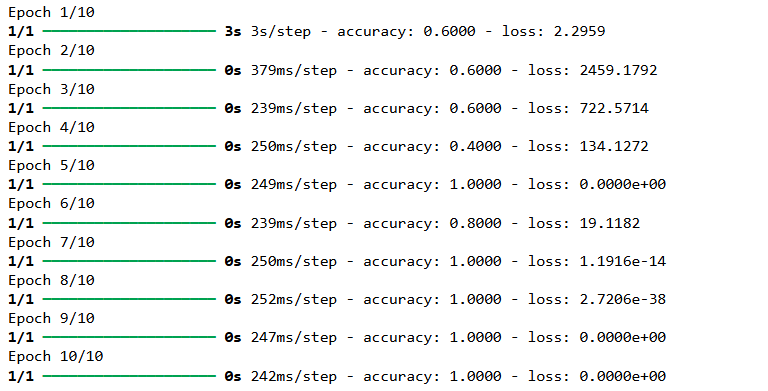 Epoch 1/10
1/1 ━━━━━━━━━━━━━━━━━━━━ 3s 3s/step - accuracy: 0.6000 - loss: 2.2959
Epoch 2/10
1/1 ━━━━━━━━━━━━━━━━━━━━ 0s 379ms/step - accuracy: 0.6000 - loss: 2459.1792
Epoch 3/10
1/1 ━━━━━━━━━━━━━━━━━━━━ 0s 239ms/step - accuracy: 0.6000 - loss: 722.5714
Epoch 4/10
1/1 ━━━━━━━━━━━━━━━━━━━━ 0s 250ms/step - accuracy: 0.4000 - loss: 134.1272
Epoch 5/10
1/1 ━━━━━━━━━━━━━━━━━━━━ 0s 249ms/step - accuracy: 1.0000 - loss: 0.0000e+00
Epoch 6/10
1/1 ━━━━━━━━━━━━━━━━━━━━ 0s 239ms/step - accuracy: 0.8000 - loss: 19.1182
Epoch 7/10
1/1 ━━━━━━━━━━━━━━━━━━━━ 0s 250ms/step - accuracy: 1.0000 - loss: 1.1916e-14
Epoch 8/10
1/1 ━━━━━━━━━━━━━━━━━━━━ 0s 252ms/step - accuracy: 1.0000 - loss: 2.7206e-38
Epoch 9/10
1/1 ━━━━━━━━━━━━━━━━━━━━ 0s 247ms/step - accuracy: 1.0000 - loss: 0.0000e+00
Epoch 10/10
1/1 ━━━━━━━━━━━━━━━━━━━━ 0s 242ms/step - accuracy: 1.0000 - loss: 0.0000e+00